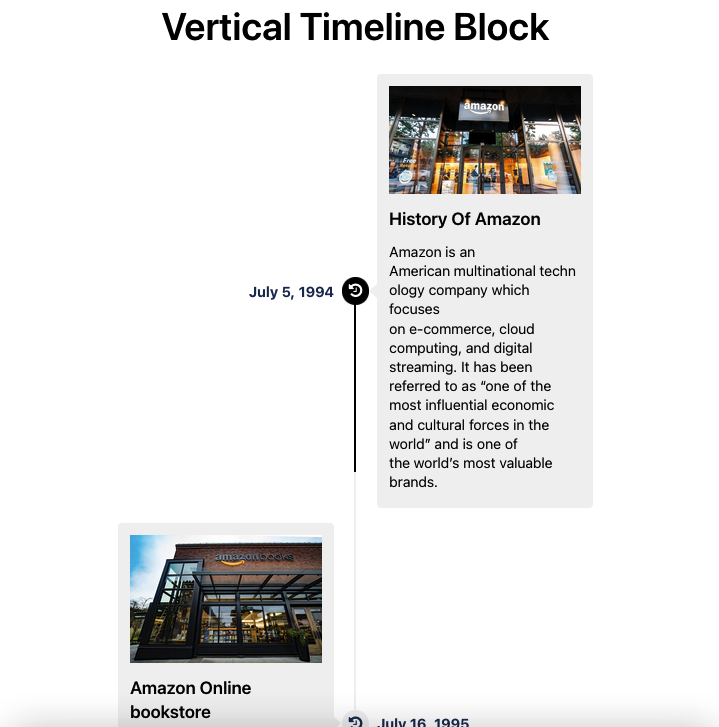 Vertical Timeline Block
amazon
Free
History Of Amazon
Amazon is an
American multinational techn
ology company which
focuses
on e-commerce, cloud
computing, and digital
streaming. It has been
referred to as “one of the
most influential economic
and cultural forces in the
world” and is one of
the world’s most valuable
brands.
July 5, 1994
amazonbooks
Amazon Online
bookstore
July 16, 1995